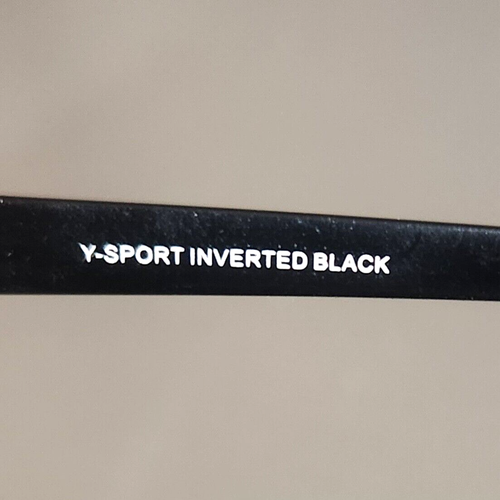 Y-SPORT INVERTED BLACK